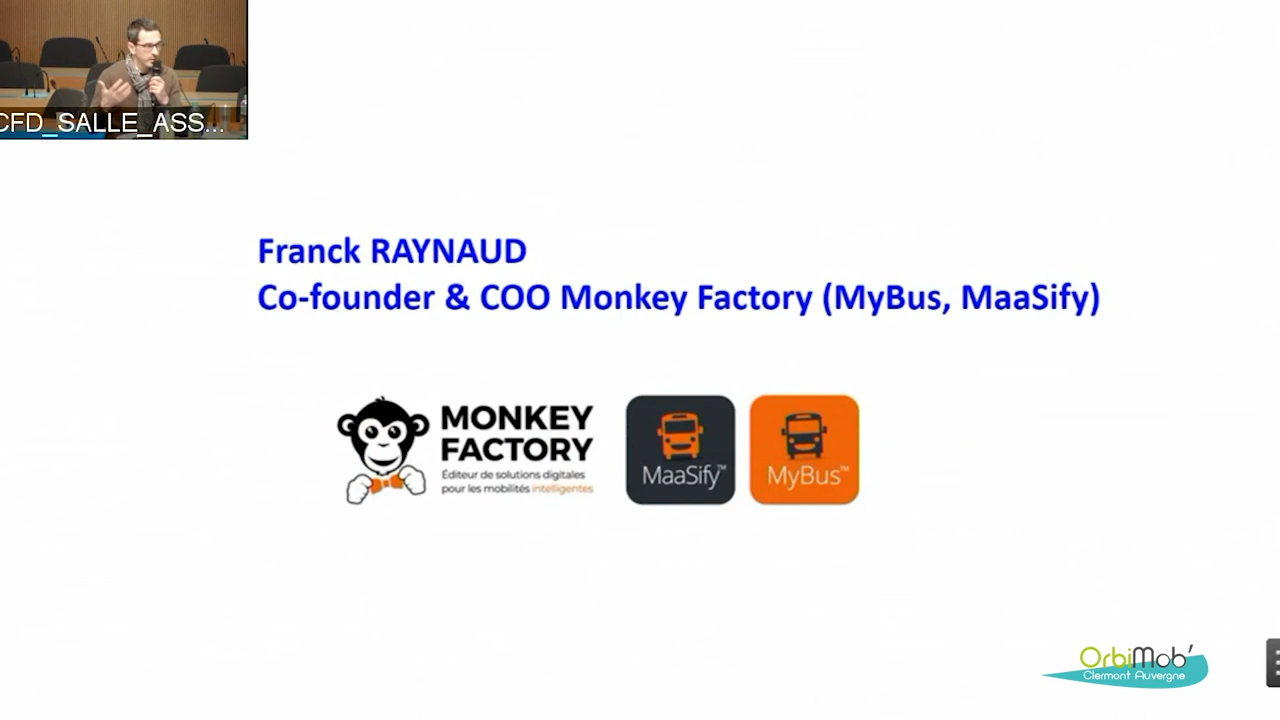 CFD_SALLE_ASS...
Franck RAYNAUD
Co-founder & COO Monkey Factory (MyBus, MaaSify)
MONKEY
FACTORY
Éditeur de solutions digitales
pour les mobilités intelligentes
MaaSify™
MyBus™
OrbiMob'
Clermont Auvergne